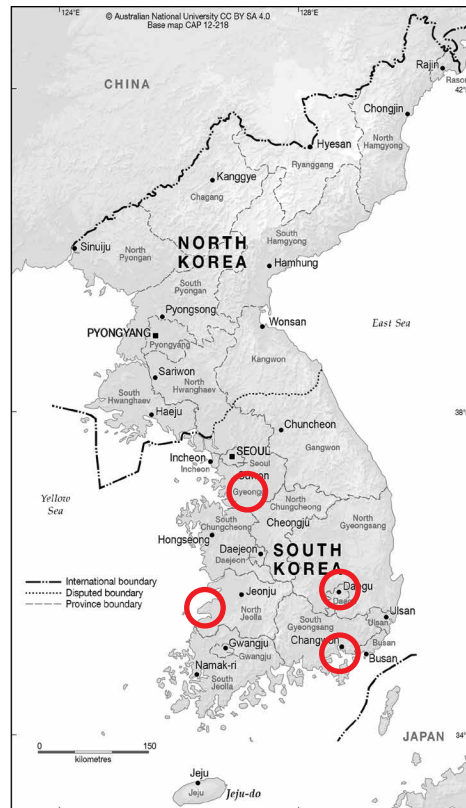 124°E
128°E
© Australian National University CC BY SA 4.0
Base map CAP 12-218
Rajin
Rason
42°
CHINA
Chongjin
North
Hamgyong
Hyesan
Ryanggang
Kanggye
Chagang
South
Hamgyong
NORTH
KOREA
Sinuiju
North
Pyongan
Hamhung
South
Pyongan
Pyongsong
East Sea
Wonsan
PYONGYANG
Pyongyang
Kangwon
Sariwon
North
Hwanghae
South
Hwanghaev
Haeju
38°
Chuncheon
Gangwon
SEOUL
Seoul
Incheon
Incheon
Yellow
Sea
North
Chungcheong
South
Chungcheong
Cheongju
North
Gyeongsang
Hongseong
Daejeon
Daejeon
SOUTH
KOREA
International boundary
Disputed boundary
Province boundary
Jeonju
North
Jeolla
Daegu
Ulsan
Ulsan
South
Gyeongsang
Gwangju
Gwangju
Busan
Busan
Namak-ri
South
Jeolla
JAPAN
34°
0
150
kilometres
Jeju
Jeju
Jeju-do